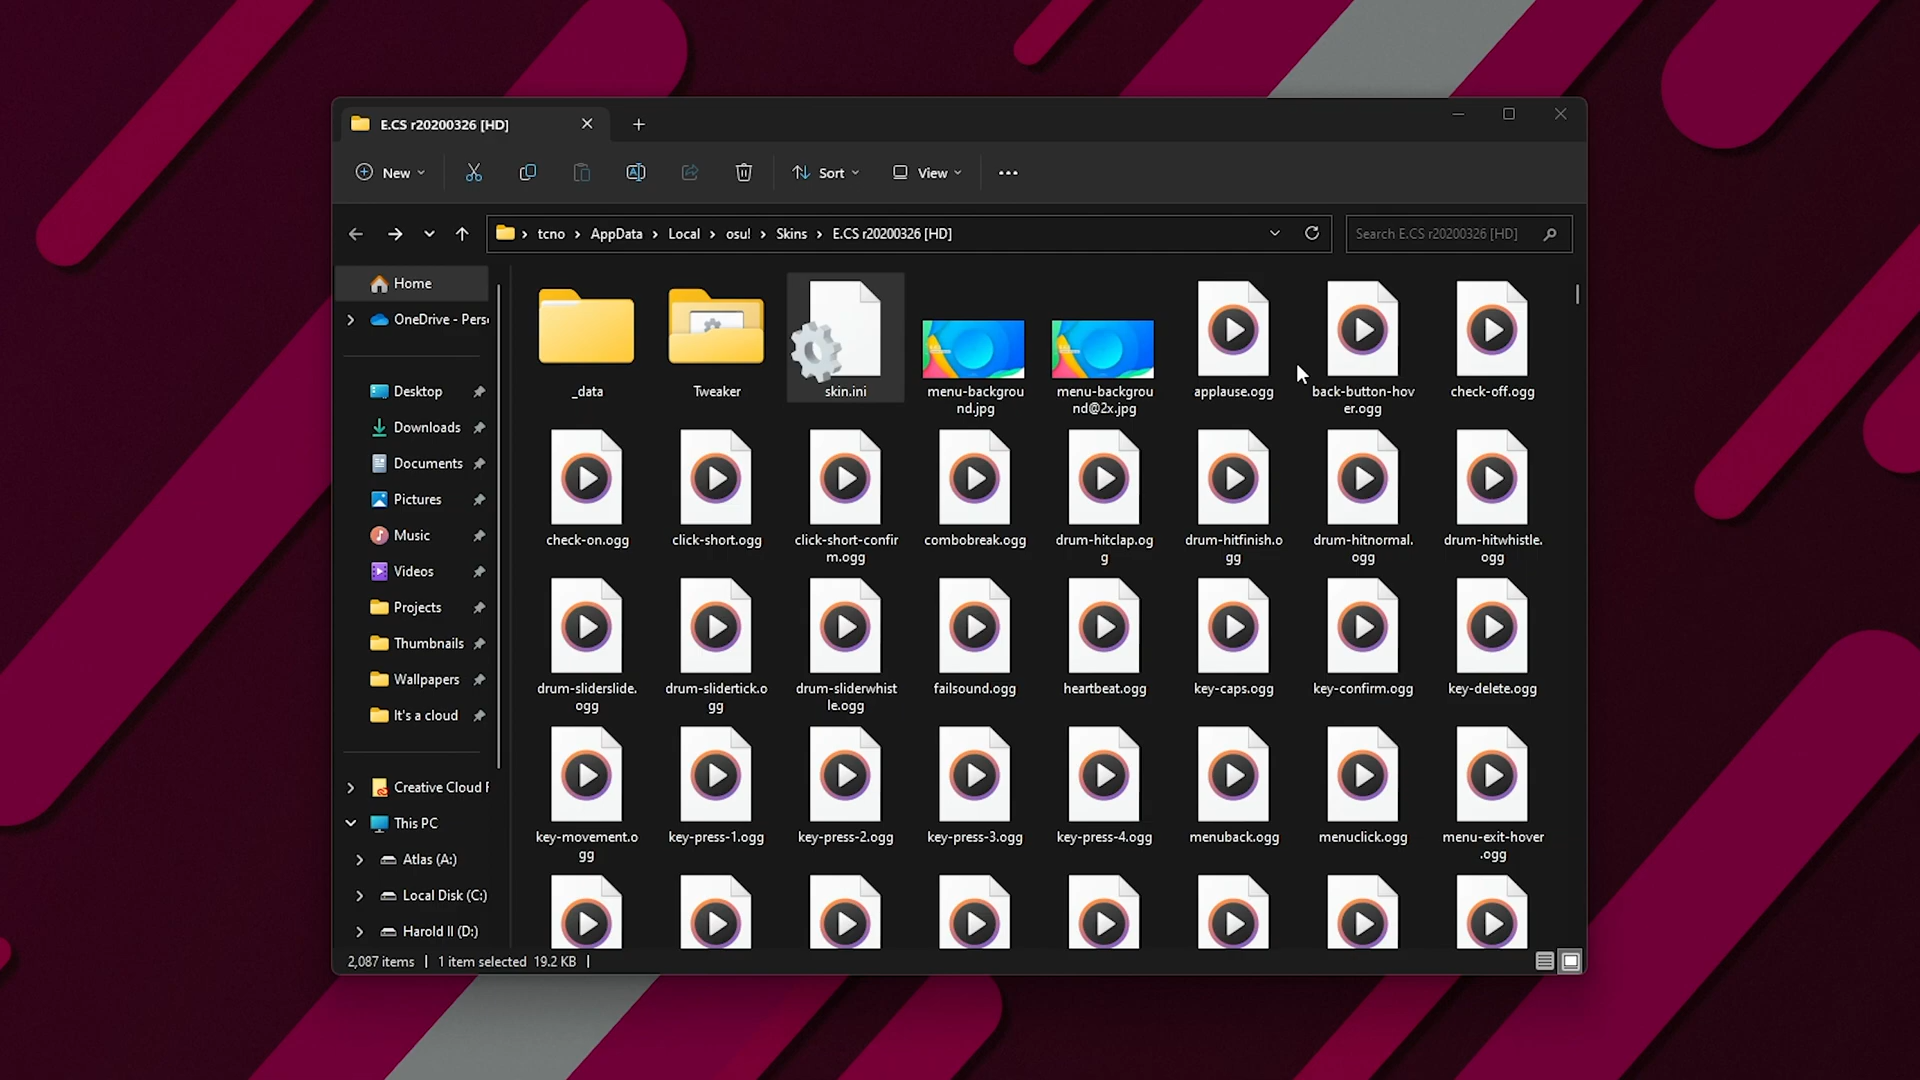 E.CS r20200326 [HD]
New
Sort
View
tcno > AppData > Local > osu! > Skins > E.CS r20200326 [HD]
Search E.CS r20200326 [HD]
Home
OneDrive - Pers
Desktop
Downloads
Documents
Pictures
Music
Videos
Projects
Thumbnails
Wallpapers
It's a cloud
Creative Cloud F
This PC
Atlas (A:)
Local Disk (C:)
Harold II (D:)
_data
Tweaker
skin.ini
menu-backgrou
nd.jpg
menu-backgrou
nd@2x.jpg
applause.ogg
back-button-hov
er.ogg
check-off.ogg
check-on.ogg
click-short.ogg
click-short-confir
m.ogg
combobreak.ogg
drum-hitclap.og
g
drum-hitfinish.o
gg
drum-hitnormal.
ogg
drum-hitwhistle.
ogg
drum-sliderslide.
ogg
drum-slidertick.o
gg
drum-sliderwhist
le.ogg
failsound.ogg
heartbeat.ogg
key-caps.ogg
key-confirm.ogg
key-delete.ogg
key-movement.o
gg
key-press-1.ogg
key-press-2.ogg
key-press-3.ogg
key-press-4.ogg
menuback.ogg
menuclick.ogg
menu-exit-hover
.ogg
2,087 items | 1 item selected 19.2 KB |